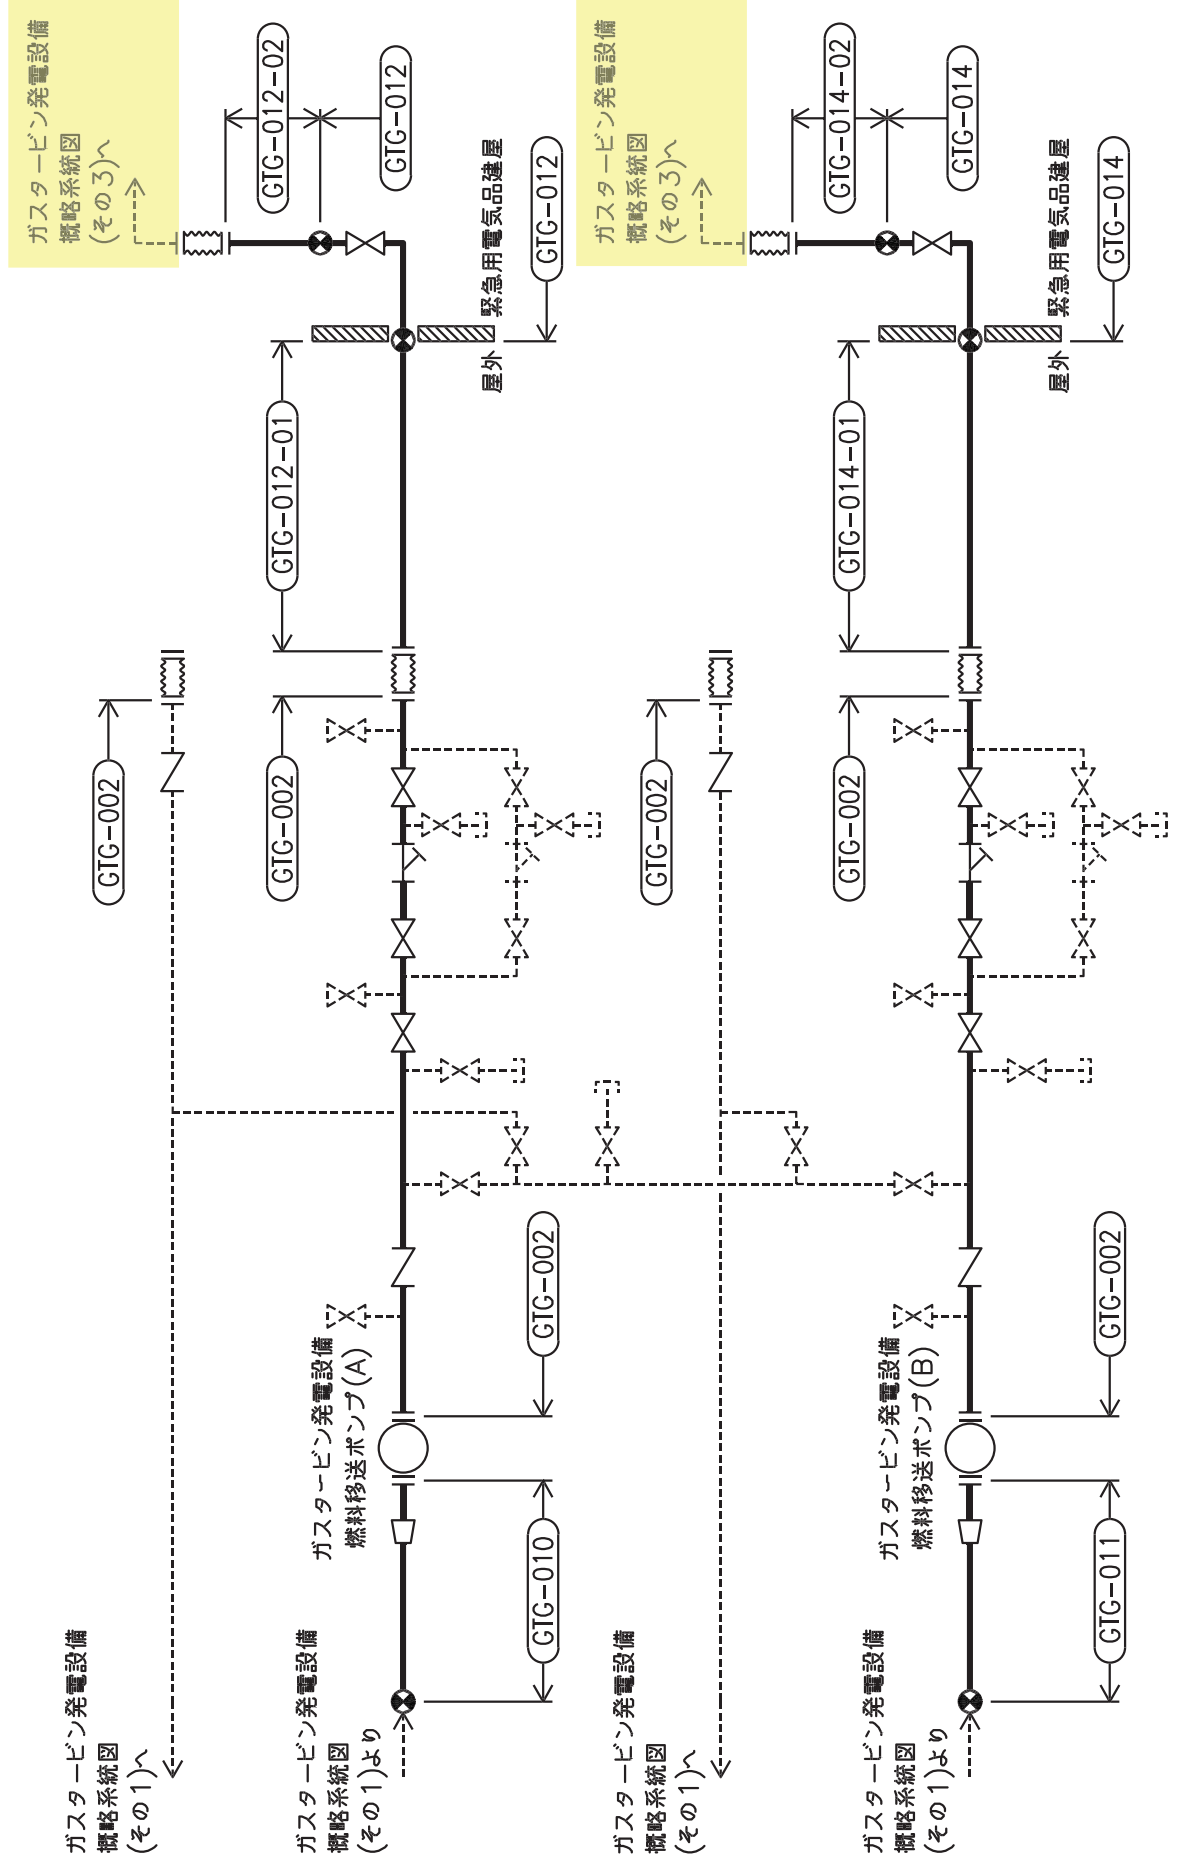 ガスタービン発電設備
概略系統図
(その1)へ
GTG-002
ガスタービン発電設備
概略系統図
(その3)へ
ガスタービン発電設備
概略系統図
(その1)より
GTG-010
ガスタービン発電設備
燃料移送ポンプ(A)
GTG-002
GTG-002
GTG-012-01
屋外
緊急用電気品建屋
GTG-012
GTG-012-02
GTG-012
ガスタービン発電設備
概略系統図
(その1)へ
GTG-002
ガスタービン発電設備
概略系統図
(その3)へ
ガスタービン発電設備
概略系統図
(その1)より
GTG-011
ガスタービン発電設備
燃料移送ポンプ(B)
GTG-002
GTG-002
GTG-014-01
屋外
緊急用電気品建屋
GTG-014
GTG-014-02
GTG-014